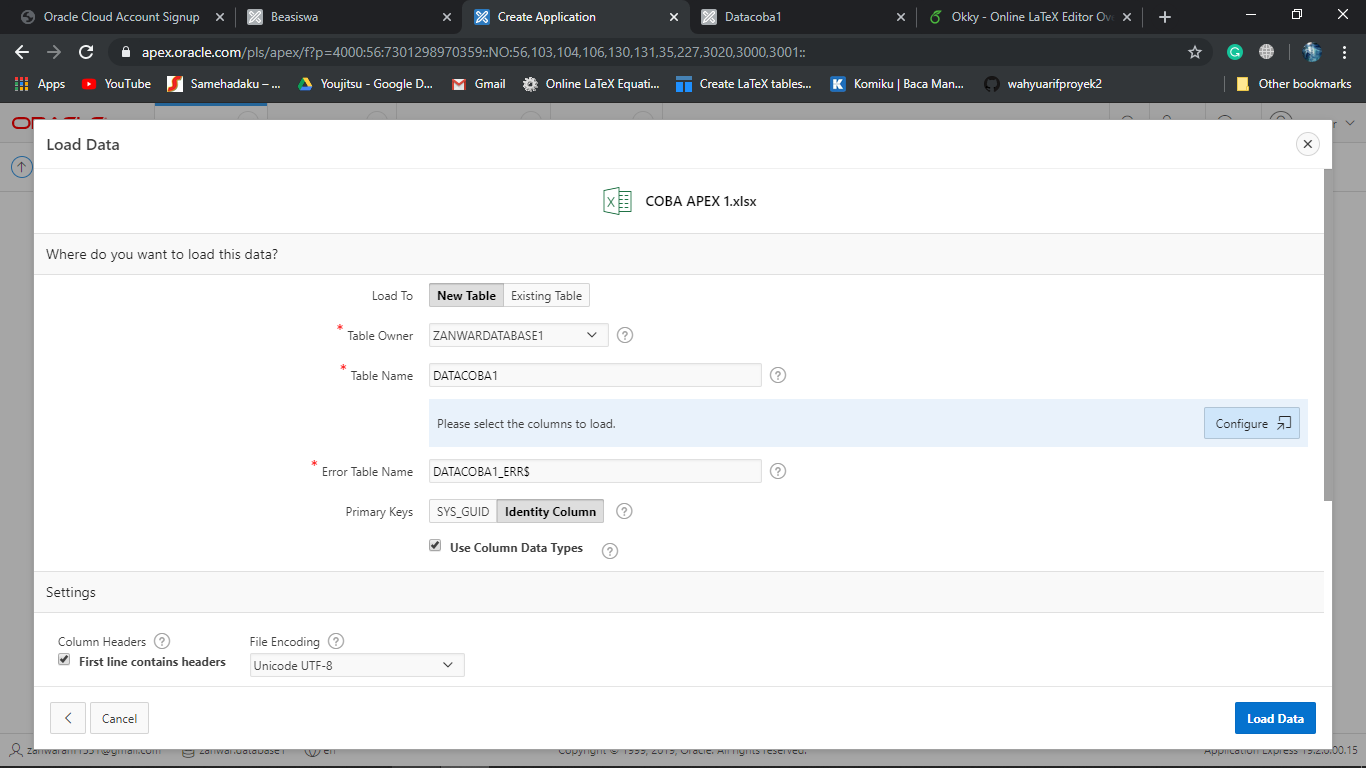 Oracle Cloud Account Signup
Beasiswa
Create Application
Datacoba1
Okky - Online LaTeX Editor Ov
apex.oracle.com/pls/apex/f?p=4000:56:7301298970359::NO:56,103,104,106,130,131,35,227,3020,3000,3001::
Apps
YouTube
Samehadaku – ...
Youjitsu - Google D...
Gmail
Online LaTeX Equati...
Create LaTeX tables...
Komiku | Baca Man...
wahyuarifproyek2
Other bookmarks
Load Data
COBA APEX 1.xlsx
Where do you want to load this data?
Load To
New Table
Existing Table
* Table Owner
ZANWARDATABASE1
* Table Name
DATACOBA1
Please select the columns to load.
Configure
* Error Table Name
DATACOBA1_ERR$
Primary Keys
SYS_GUID
Identity Column
Use Column Data Types
Settings
Column Headers
File Encoding
First line contains headers
Unicode UTF-8
Cancel
Load Data
zanwar.database1
en
Copyright © 1999, 2019, Oracle. All rights reserved.
Application Express 19.2.0.00.15